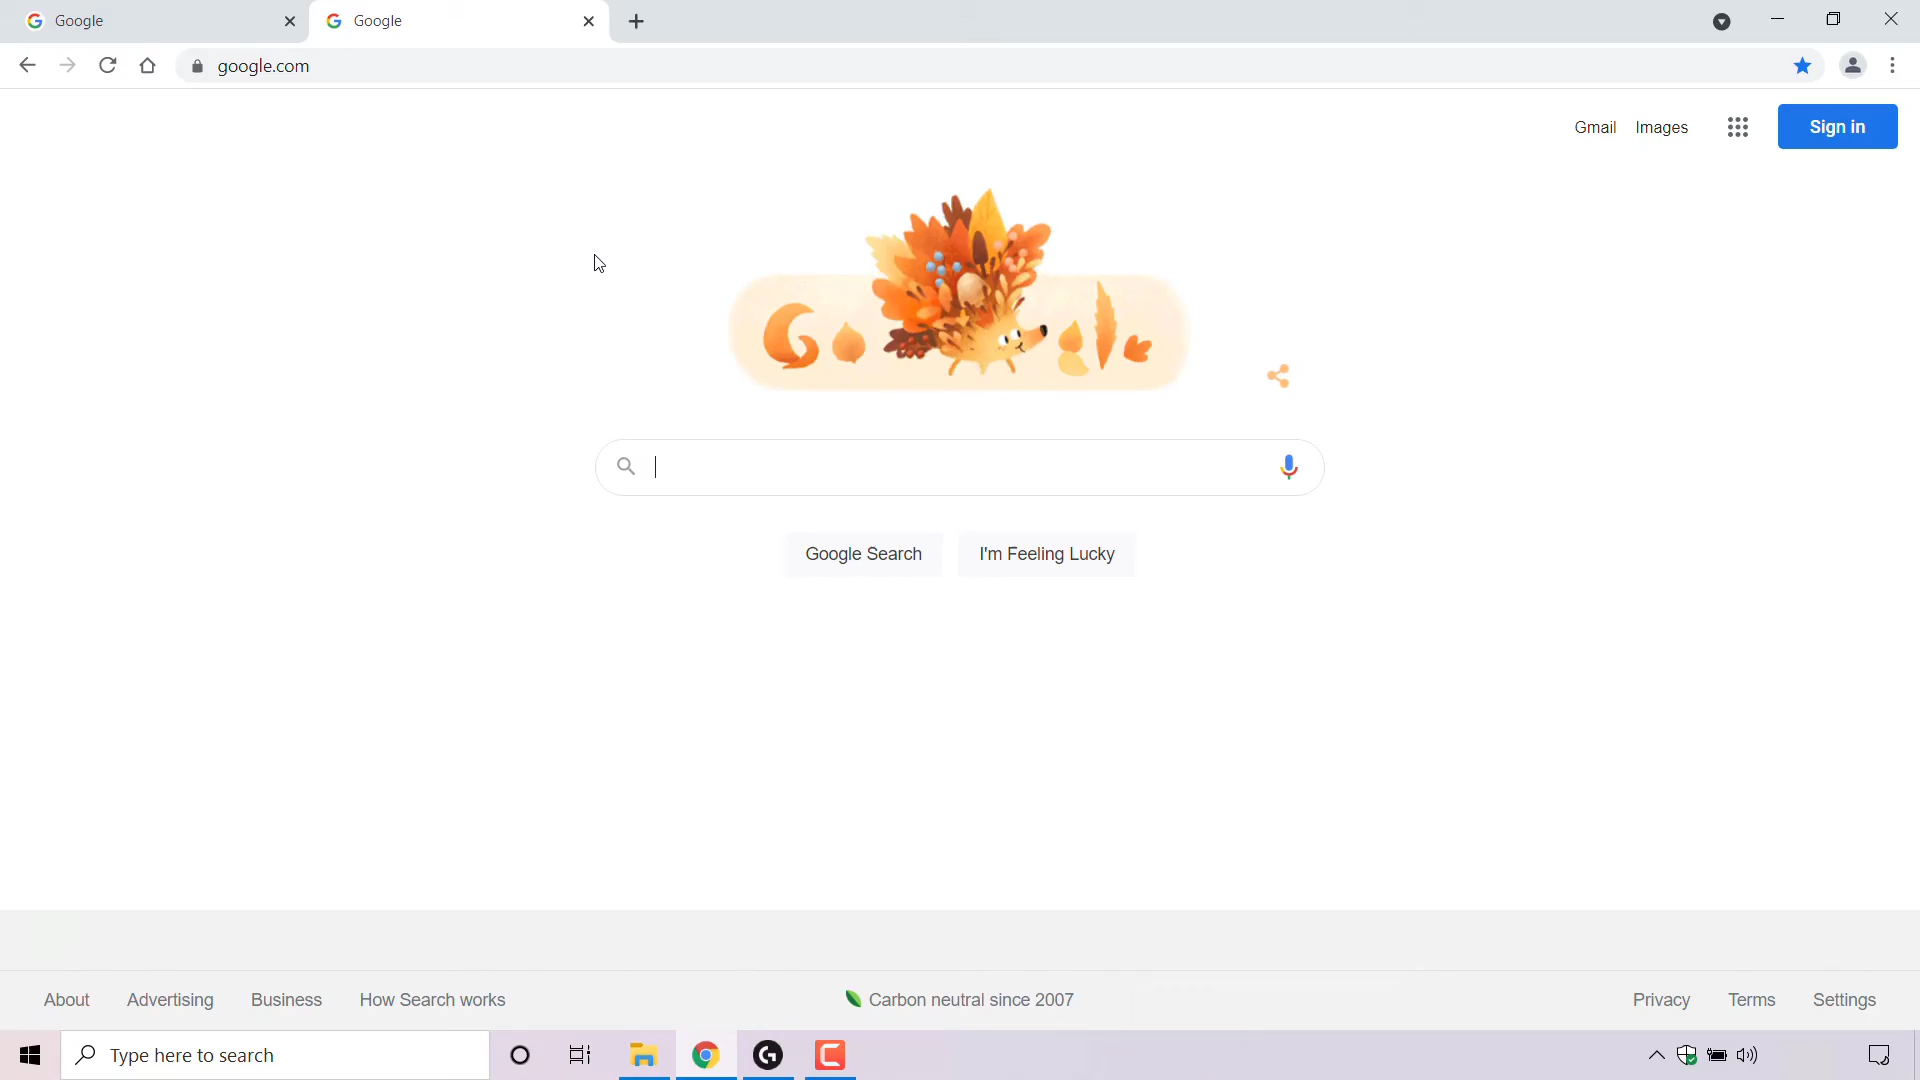 Google
Google
google.com
Gmail
Images
Sign in
Google
Google Search
I'm Feeling Lucky
About
Advertising
Business
How Search works
Carbon neutral since 2007
Privacy
Terms
Settings
Type here to search